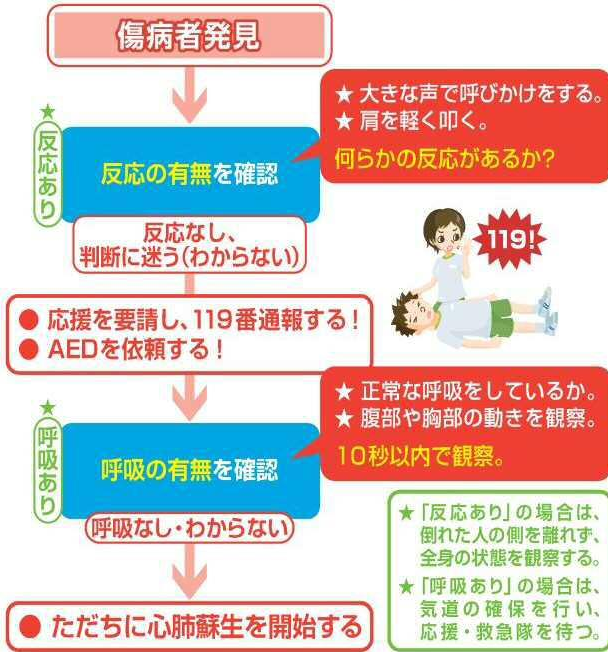 傷病者発見
★ 大きな声で呼びかけをする。
★ 肩を軽く叩く。
何らかの反応があるか?
★反応あり
反応の有無を確認
反応なし、
判断に迷う(わからない)
119!
● 応援を要請し、119番通報する!
● AEDを依頼する!
★ 正常な呼吸をしているか。
★ 腹部や胸部の動きを観察。
10秒以内で観察。
★呼吸あり
呼吸の有無を確認
呼吸なし・わからない
● ただちに心肺蘇生を開始する
★「反応あり」の場合は、
倒れた人の側を離れず、
全身の状態を観察する。
★「呼吸あり」の場合は、
気道の確保を行い、
応援・救急隊を待つ。